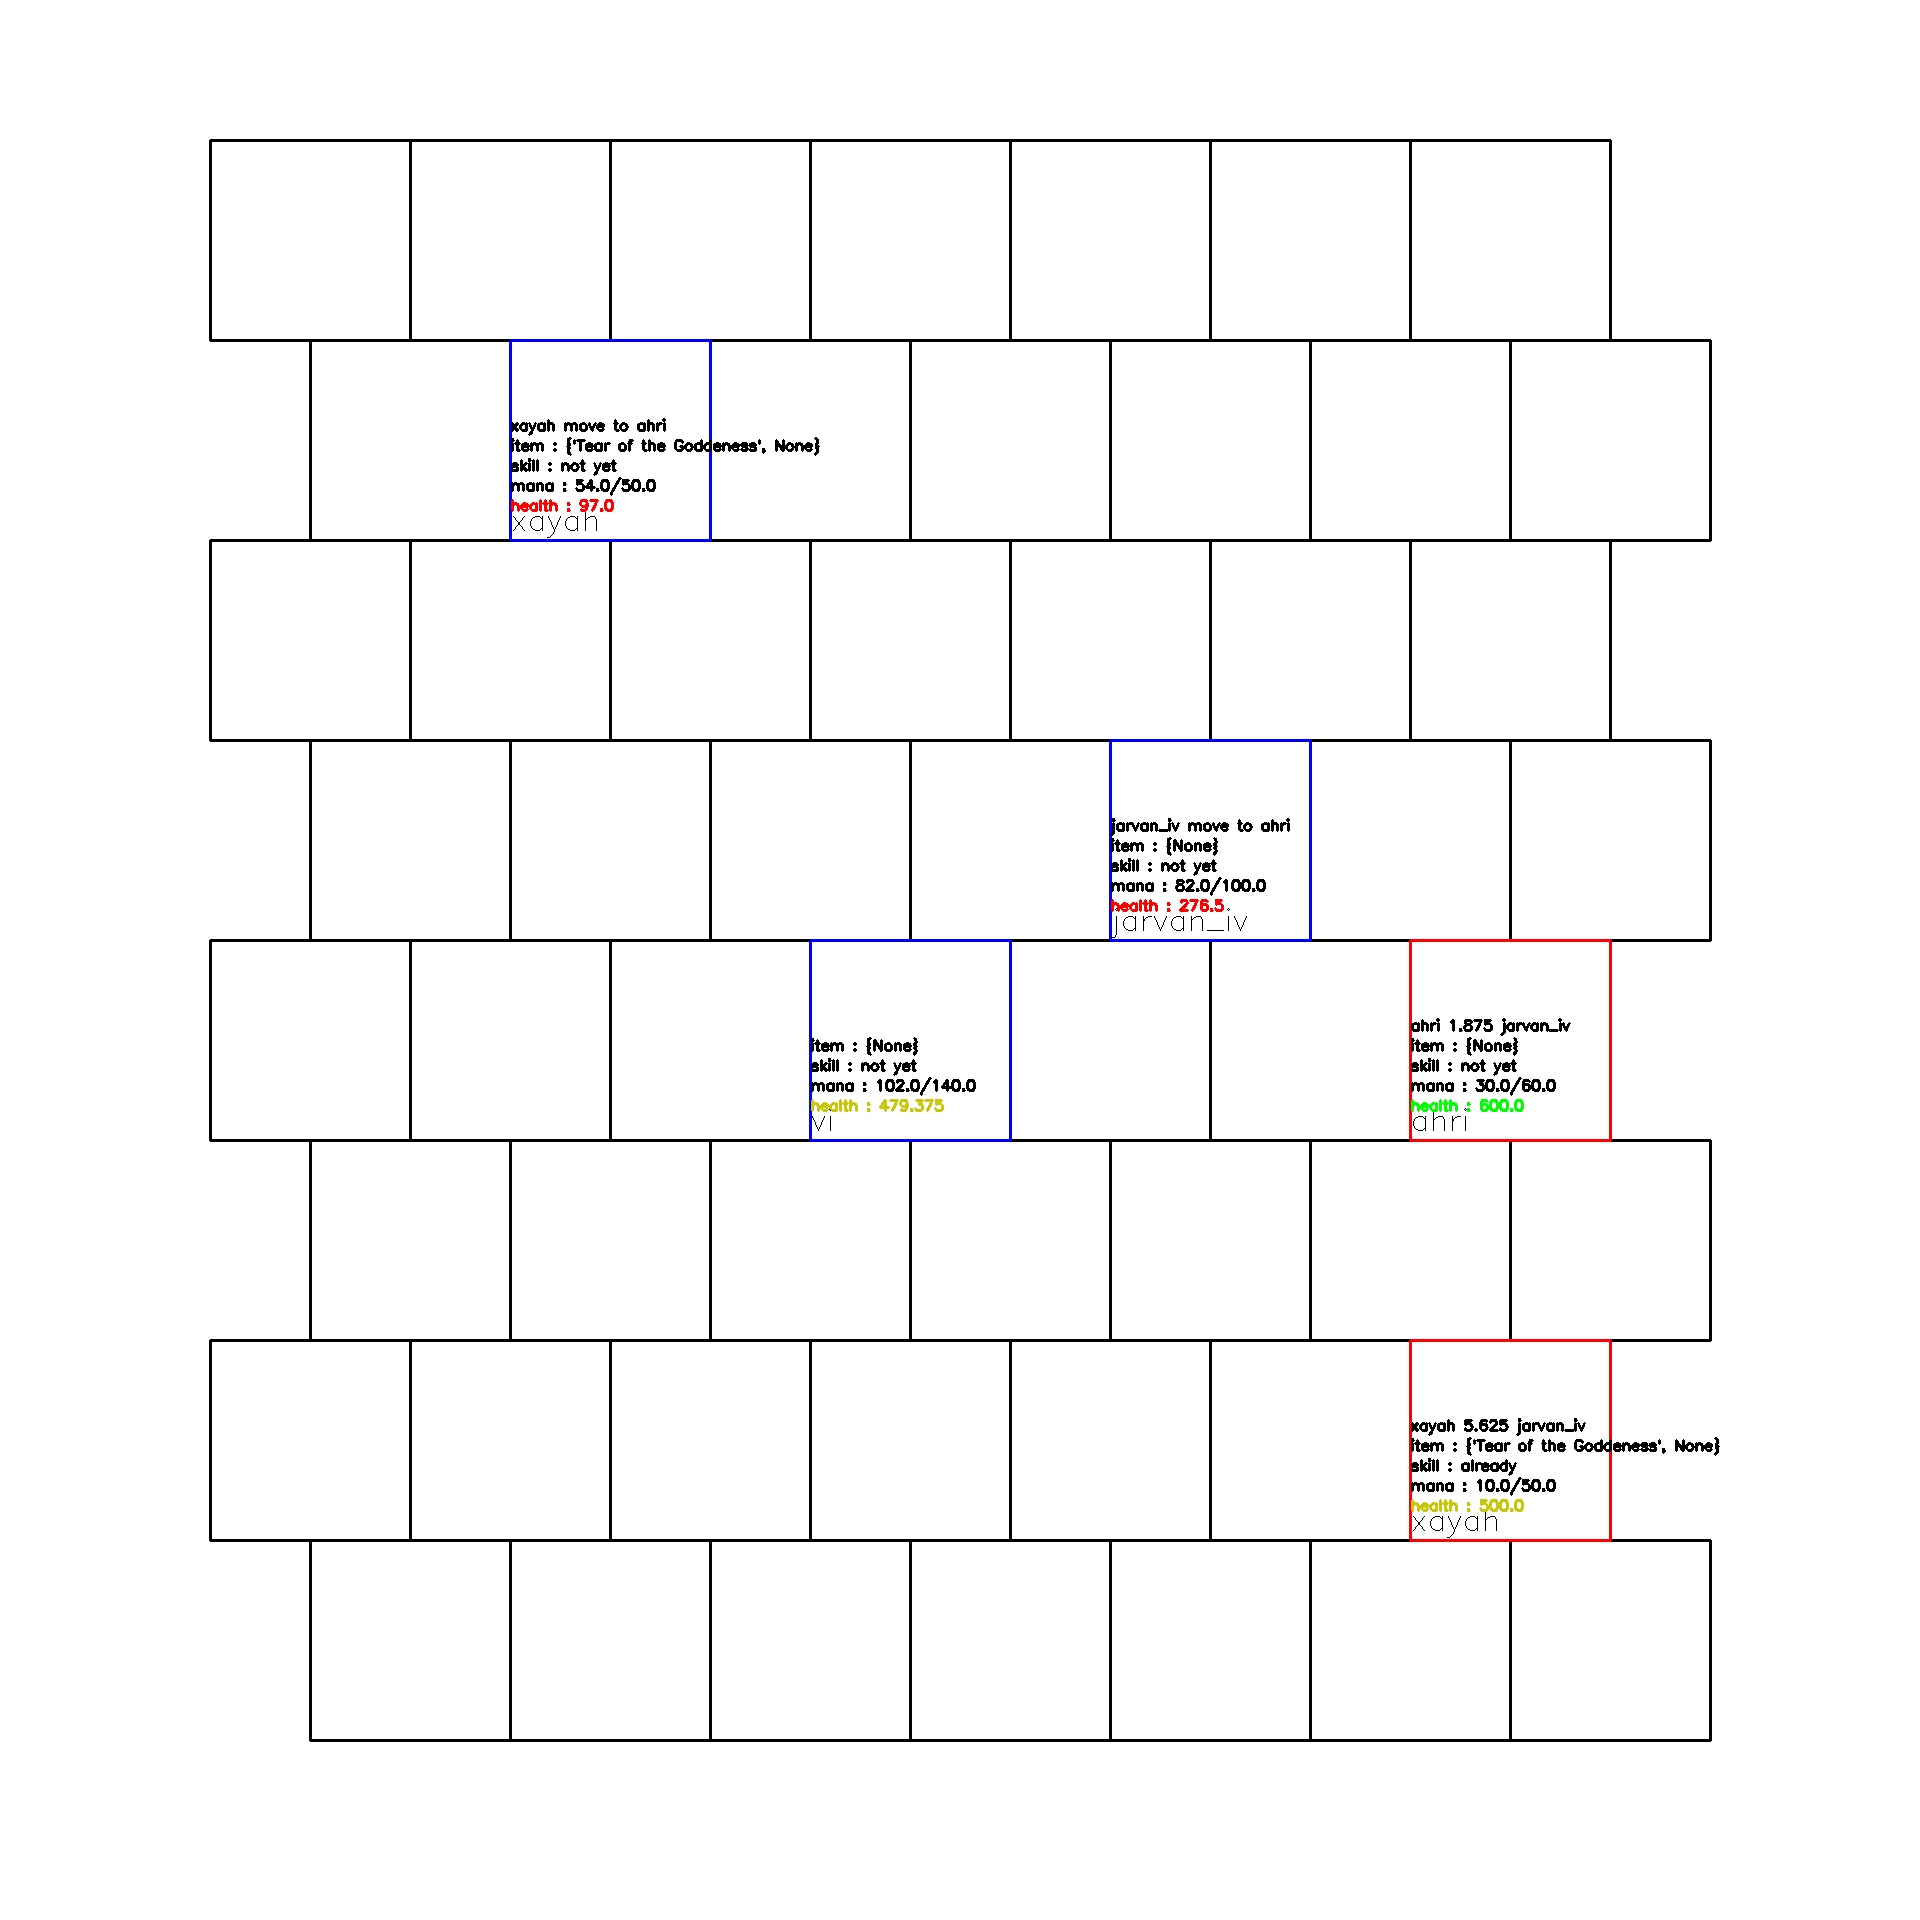 xayah move to ahri
item : {'Tear of the Goddeness', None}
skill : not yet
mana : 54.0/50.0
health : 97.0
xayah
jarvan_iv move to ahri
item : {None}
skill : not yet
mana : 82.0/100.0
health : 276.5
jarvan_iv
item : {None}
skill : not yet
mana : 102.0/140.0
health : 479.375
vi
ahri 1.875 jarvan_iv
item : {None}
skill : not yet
mana : 30.0/60.0
health : 600.0
ahri
xayah 5.625 jarvan_iv
item : {'Tear of the Goddeness', None}
skill : already
mana : 10.0/50.0
health : 500.0
xayah